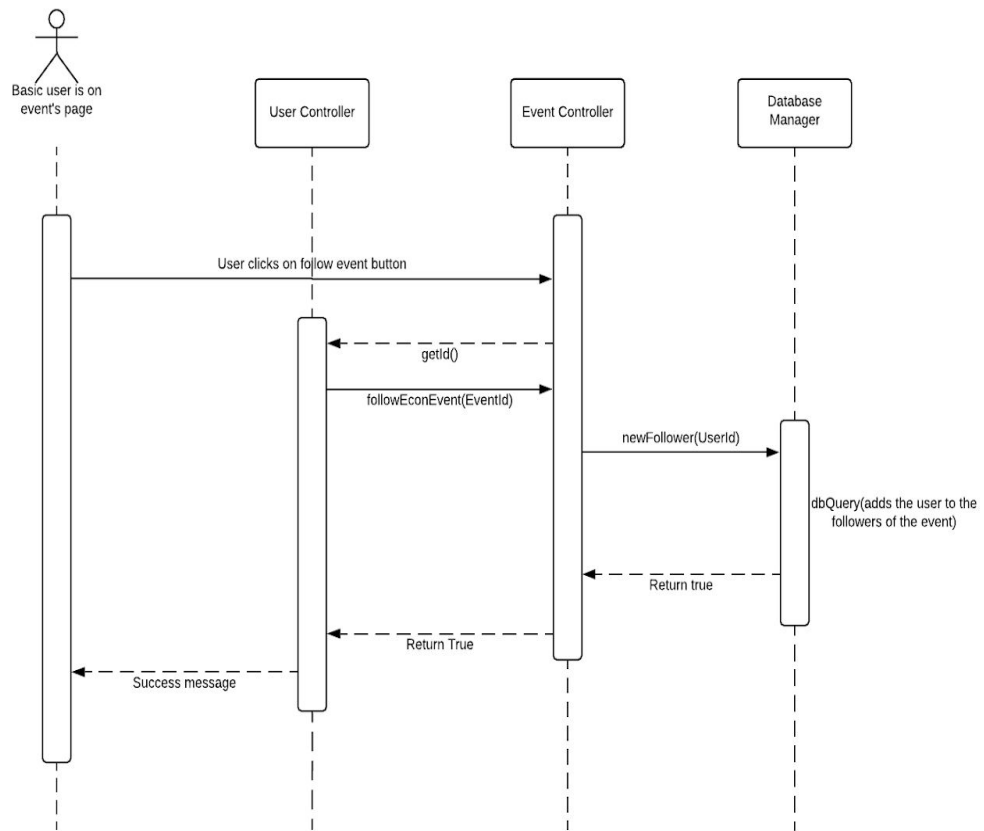 Basic user is on
event's page
User Controller
Event Controller
Database
Manager
User clicks on follow event button
getId()
followEconEvent(EventId)
newFollower(UserId)
dbQuery(adds the user to the
followers of the event)
Return true
Return True
Success message